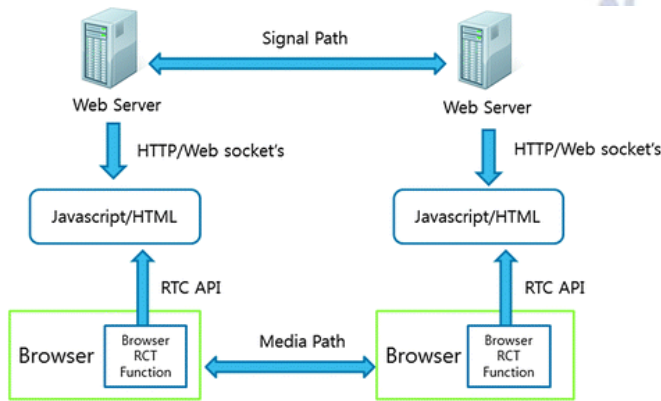 Signal Path
Web Server
Web Server
HTTP/Web socket's
HTTP/Web socket's
Javascript/HTML
Javascript/HTML
RTC API
RTC API
Browser
Browser
RCT
Function
Media Path
Browser
Browser
RCT
Function